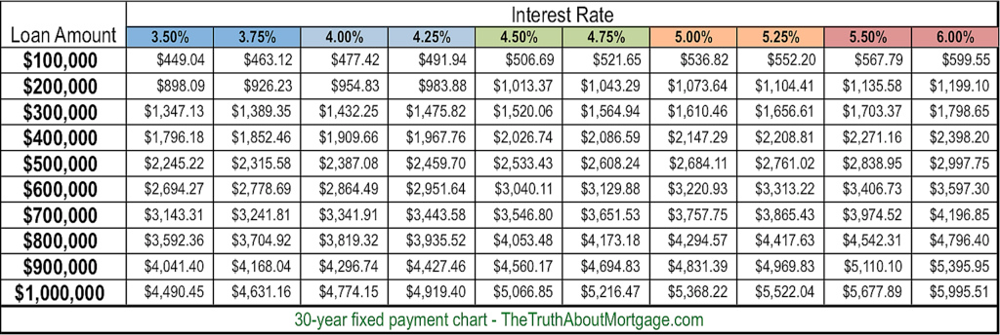 Interest Rate
Loan Amount 3.50% 3.75% 4.00% 4.25% 4.50% 4.75% 5.00% 5.25% 5.50% 6.00%
$100,000 $449.04 $463.12 $477.42 $491.94 $506.69 $521.65 $536.82 $552.20 $567.79 $599.55
$200,000 $898.09 $926.23 $954.83 $983.88 $1,013.37 $1,043.29 $1,073.64 $1,104.41 $1,135.58 $1,199.10
$300,000 $1,347.13 $1,389.35 $1,432.25 $1,475.82 $1,520.06 $1,564.94 $1,610.46 $1,656.61 $1,703.37 $1,798.65
$400,000 $1,796.18 $1,852.46 $1,909.66 $1,967.76 $2,026.74 $2,086.59 $2,147.29 $2,208.81 $2,271.16 $2,398.20
$500,000 $2,245.22 $2,315.58 $2,387.08 $2,459.70 $2,533.43 $2,608.24 $2,684.11 $2,761.02 $2,838.95 $2,997.75
$600,000 $2,694.27 $2,778.69 $2,864.49 $2,951.64 $3,040.11 $3,129.88 $3,220.93 $3,313.22 $3,406.73 $3,597.30
$700,000 $3,143.31 $3,241.81 $3,341.91 $3,443.58 $3,546.80 $3,651.53 $3,757.75 $3,865.43 $3,974.52 $4,196.85
$800,000 $3,592.36 $3,704.92 $3,819.32 $3,935.52 $4,053.48 $4,173.18 $4,294.57 $4,417.63 $4,542.31 $4,796.40
$900,000 $4,041.40 $4,168.04 $4,296.74 $4,427.46 $4,560.17 $4,694.83 $4,831.39 $4,969.83 $5,110.10 $5,395.95
$1,000,000 $4,490.45 $4,631.16 $4,774.15 $4,919.40 $5,066.85 $5,216.47 $5,368.22 $5,522.04 $5,677.89 $5,995.51
30-year fixed payment chart - TheTruthAboutMortgage.com